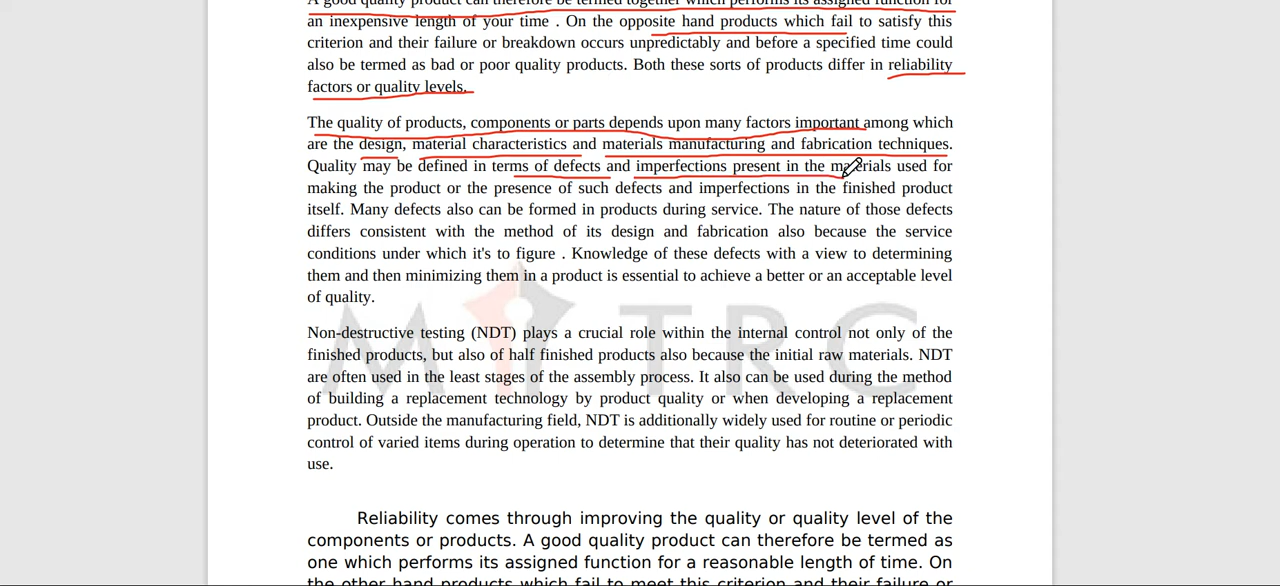 A good quality product can therefore be termed together which performs its assigned function for
an inexpensive length of your time . On the opposite hand products which fail to satisfy this
criterion and their failure or breakdown occurs unpredictably and before a specified time could
also be termed as bad or poor quality products. Both these sorts of products differ in reliability
factors or quality levels.
The quality of products, components or parts depends upon many factors important among which
are the design, material characteristics and materials manufacturing and fabrication techniques.
Quality may be defined in terms of defects and imperfections present in the materials used for
making the product or the presence of such defects and imperfections in the finished product
itself. Many defects also can be formed in products during service. The nature of those defects
differs consistent with the method of its design and fabrication also because the service
conditions under which it's to figure . Knowledge of these defects with a view to determining
them and then minimizing them in a product is essential to achieve a better or an acceptable level
of quality.
Non-destructive testing (NDT) plays a crucial role within the internal control not only of the
finished products, but also of half finished products also because the initial raw materials. NDT
are often used in the least stages of the assembly process. It also can be used during the method
of building a replacement technology by product quality or when developing a replacement
product. Outside the manufacturing field, NDT is additionally widely used for routine or periodic
control of varied items during operation to determine that their quality has not deteriorated with
use.
Reliability comes through improving the quality or quality level of the
components or products. A good quality product can therefore be termed as
one which performs its assigned function for a reasonable length of time. On
the other hand products which fail to meet this criterion and their failure or